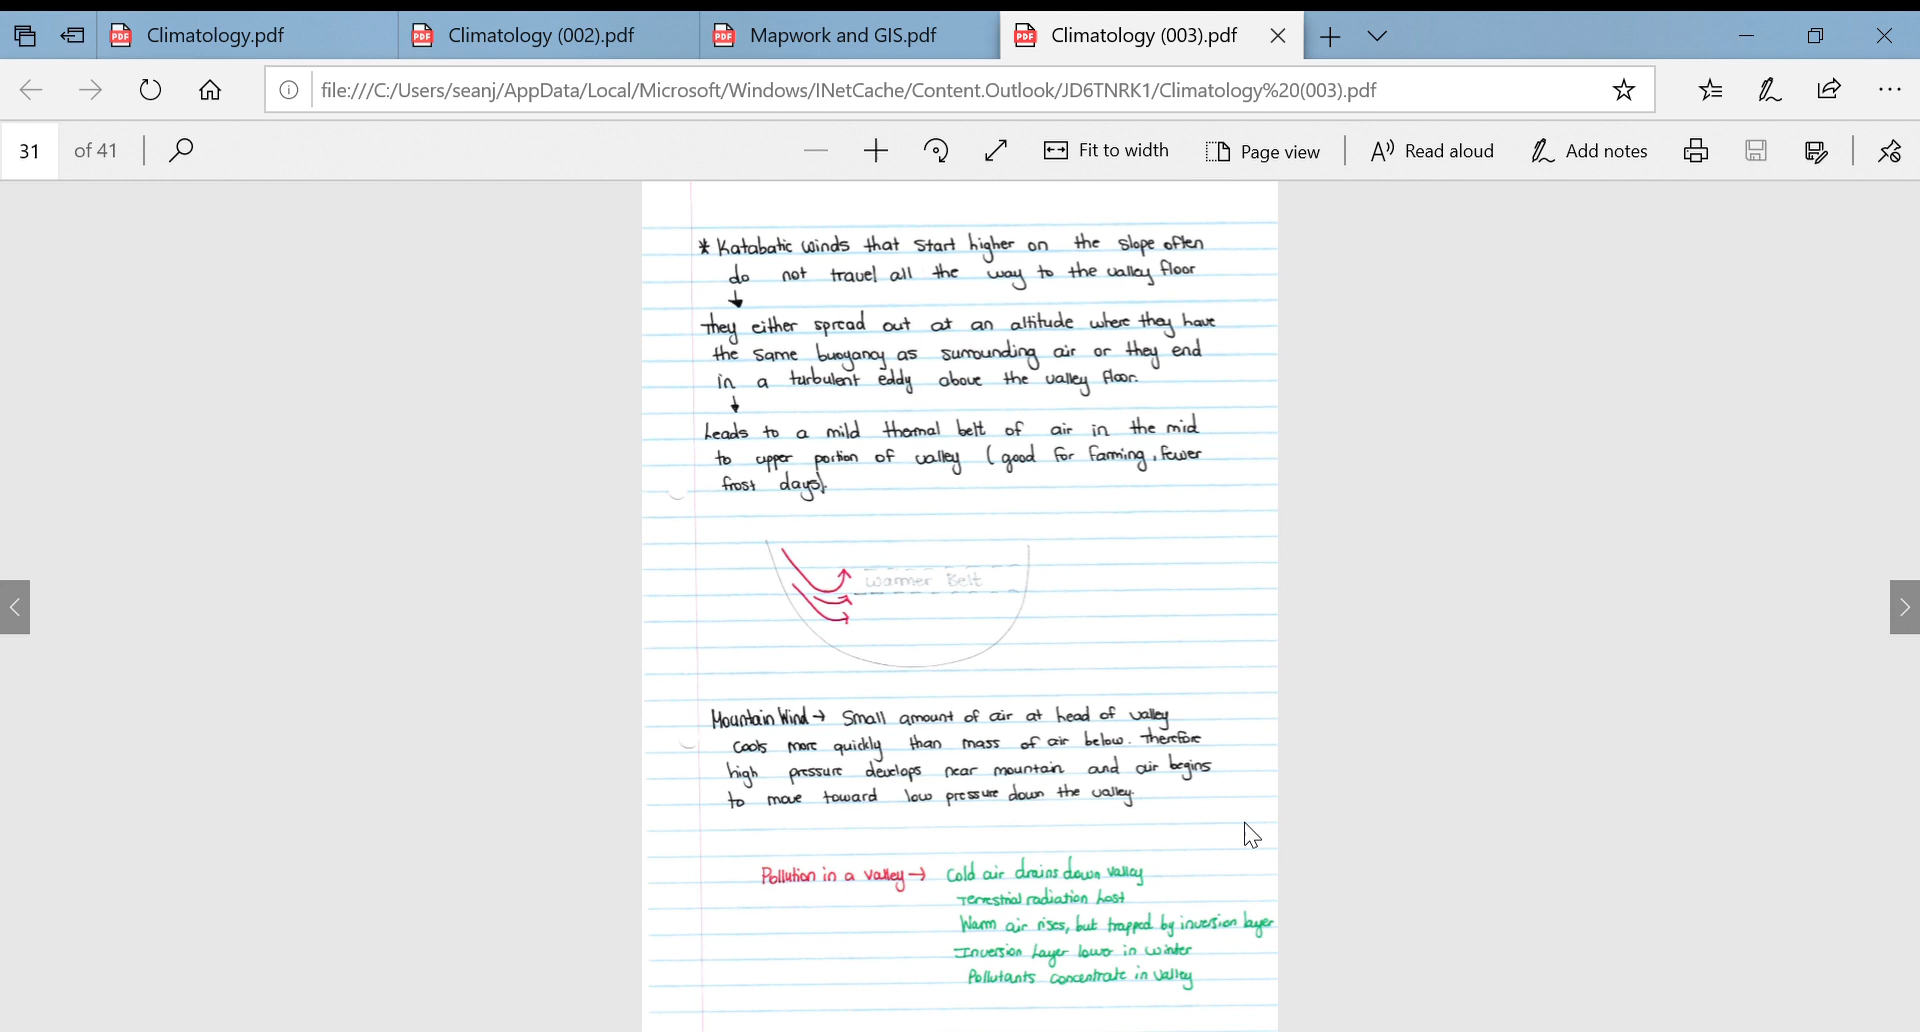 Climatology.pdf
Climatology (002).pdf
Mapwork and GIS.pdf
Climatology (003).pdf
file:///C:/Users/seanj/AppData/Local/Microsoft/Windows/INetCache/Content.Outlook/JD6TNRK1/Climatology%20(003).pdf
31 of 41
Fit to width
Page view
Read aloud
Add notes
* Katabatic winds that start higher on the slope often
do not travel all the way to the valley floor
They either spread out at an altitude where they have
the same buoyancy as surrounding air or they end
in a turbulent eddy above the valley floor.
Leads to a mild thermal belt of air in the mid
to upper portion of valley (good for farming, fewer
frost days).
Warmer Belt
Mountain Wind → Small amount of air at head of valley
cools more quickly than mass of air below. Therefore
high pressure develops near mountain and air begins
to move toward low pressure down the valley.
Pollution in a valley → Cold air drains down valley
Terrestrial radiation lost
Warm air rises, but trapped by inversion layer
Inversion layer lower in winter
Pollutants concentrate in valley